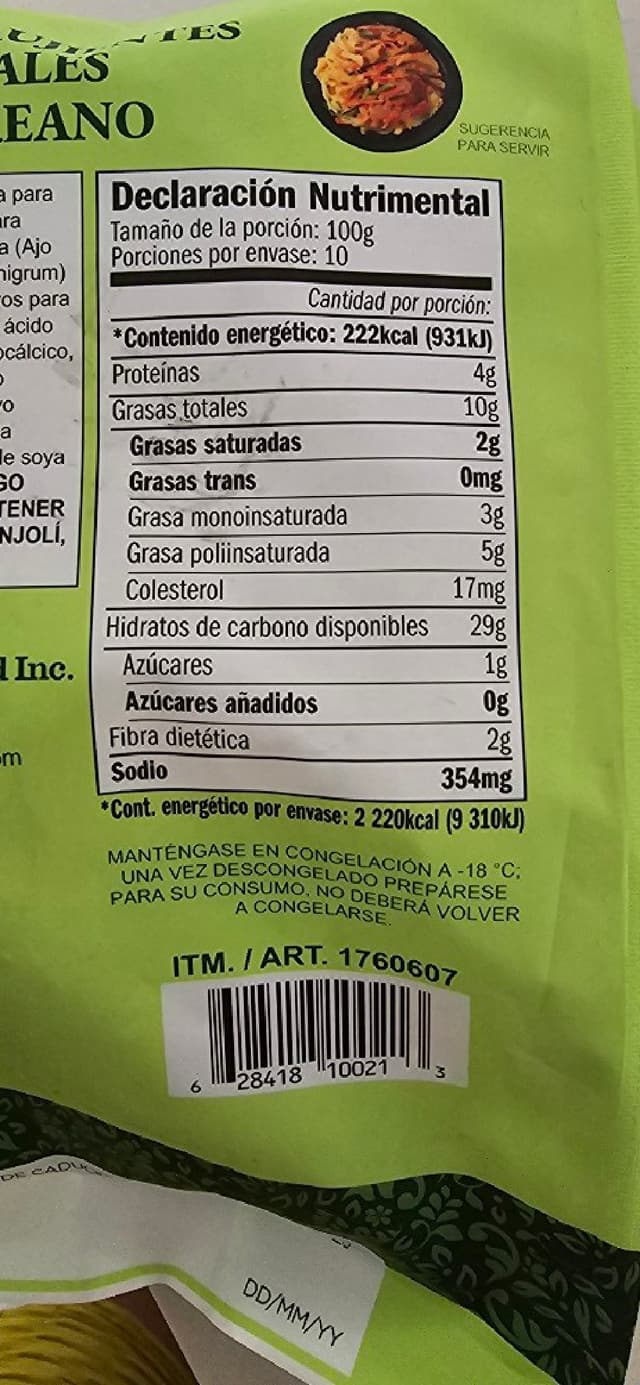 ALES
EANO
SUGERENCIA
PARA SERVIR
a para
ara
a (Ajo
nigrum)
os para
ácido
ocálcico,
o
vo
a
de soya
GO
TENER
NJOLÍ,
d Inc.
om
Declaración Nutrimental
Tamaño de la porción: 100g
Porciones por envase: 10
Cantidad por porción:
*Contenido energético: 222kcal (931kJ)
Proteínas 4g
Grasas totales 10g
Grasas saturadas 2g
Grasas trans 0mg
Grasa monoinsaturada 3g
Grasa poliinsaturada 5g
Colesterol 17mg
Hidratos de carbono disponibles 29g
Azúcares 1g
Azúcares añadidos 0g
Fibra dietética 2g
Sodio 354mg
*Cont. energético por envase: 2 220kcal (9 310kJ)
MANTÉNGASE EN CONGELACIÓN A -18 °C;
UNA VEZ DESCONGELADO PREPÁRESE
PARA SU CONSUMO, NO DEBERÁ VOLVER
A CONGELARSE.
ITM. / ART. 1760607
6 28418 10021 3
DE CADUC
DD/MM/YY